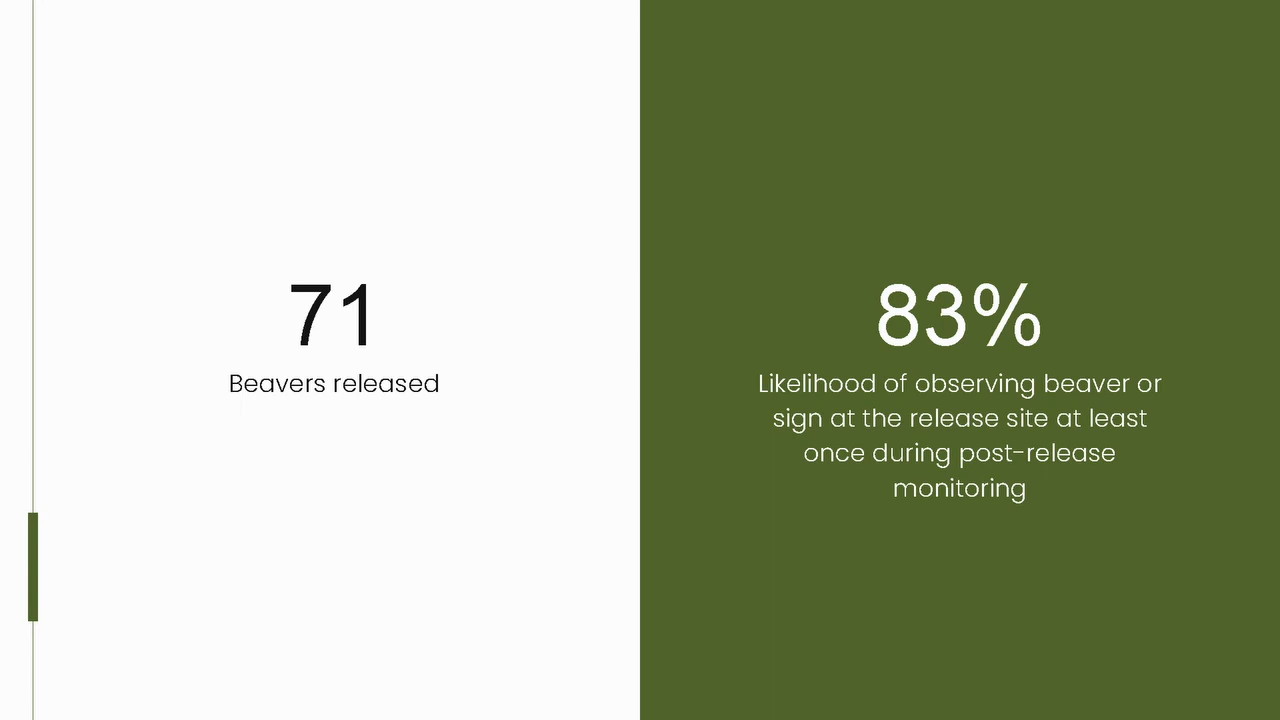 71
Beavers released
83%
Likelihood of observing beaver or
sign at the release site at least
once during post-release
monitoring